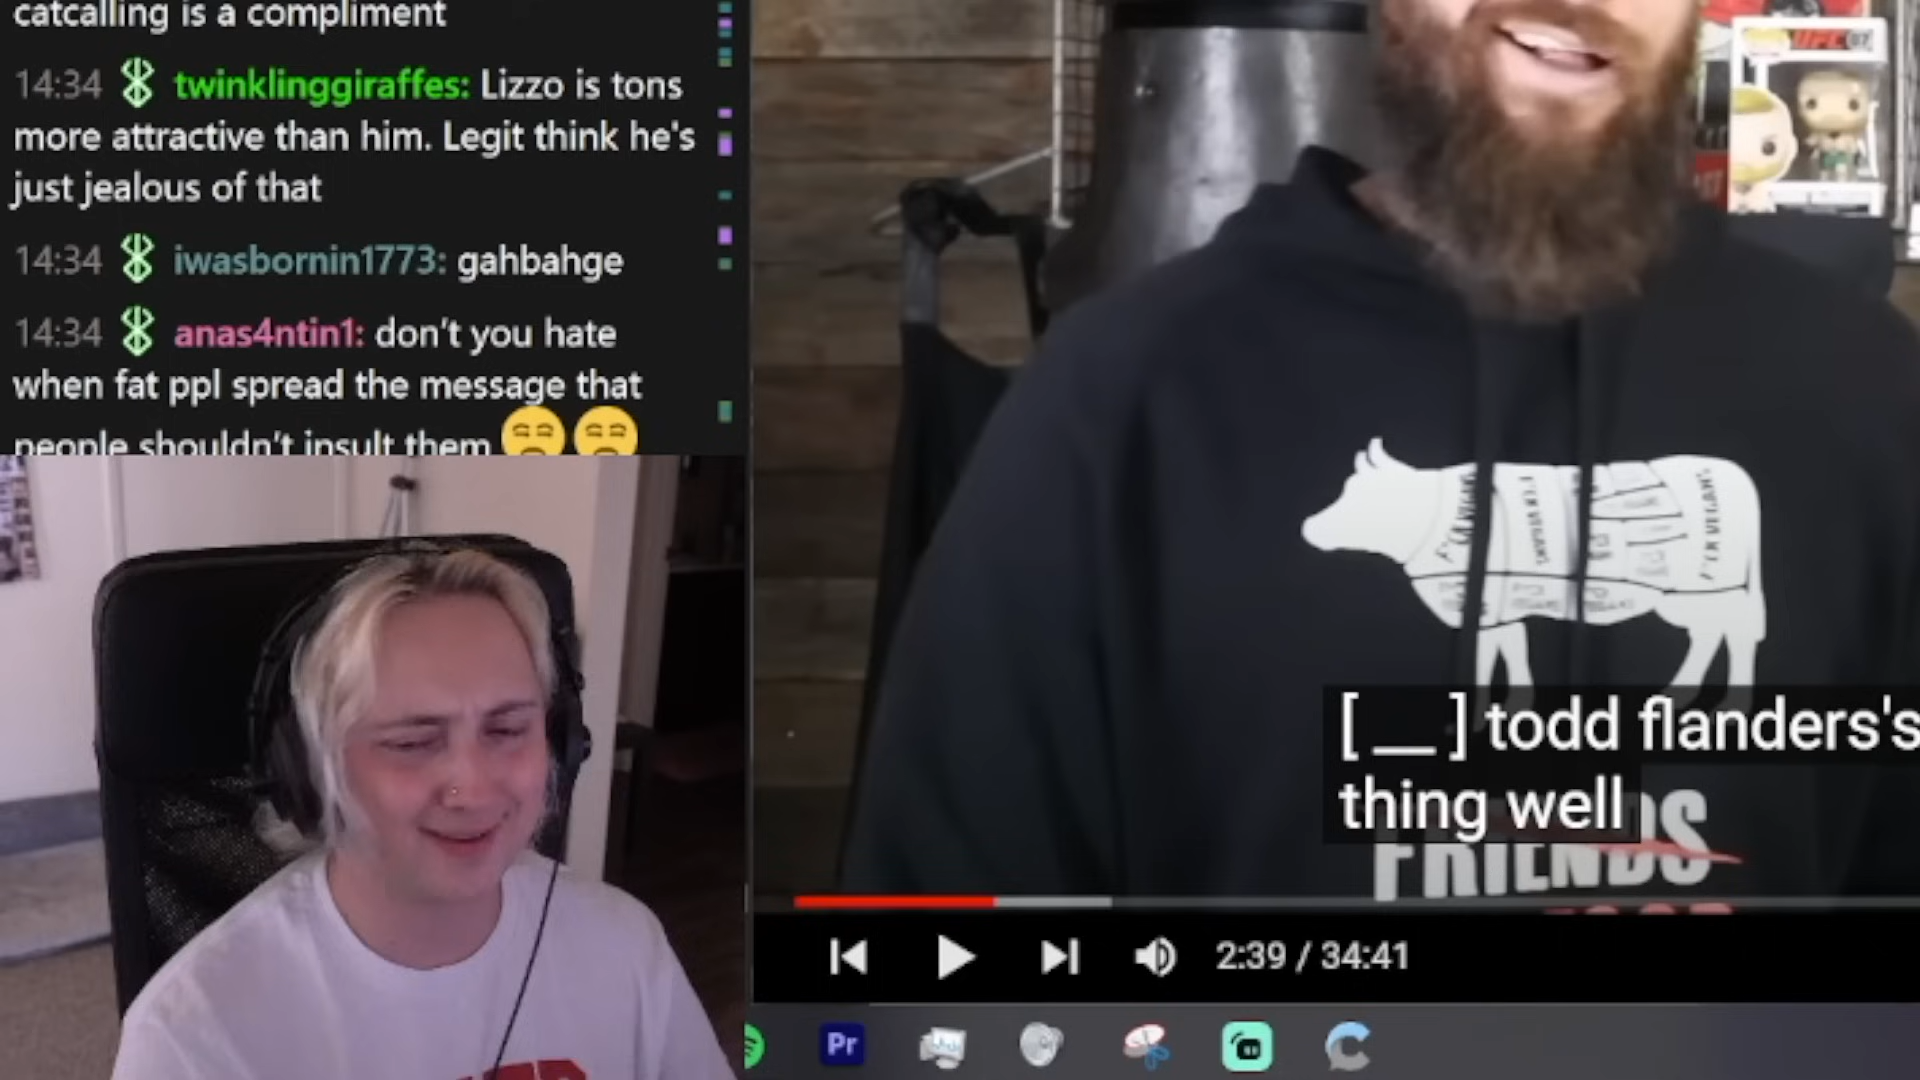 catcalling is a compliment
14:34 twinklinggiraffes: Lizzo is tons
more attractive than him. Legit think he's
just jealous of that
14:34 iwasbornin1773: gahbahge
14:34 anas4ntin1: don't you hate
when fat ppl spread the message that
people shouldn't insult them
UFC
[ __ ] todd flanders's
thing well
FRIENDS
2:39 / 34:41
Pr